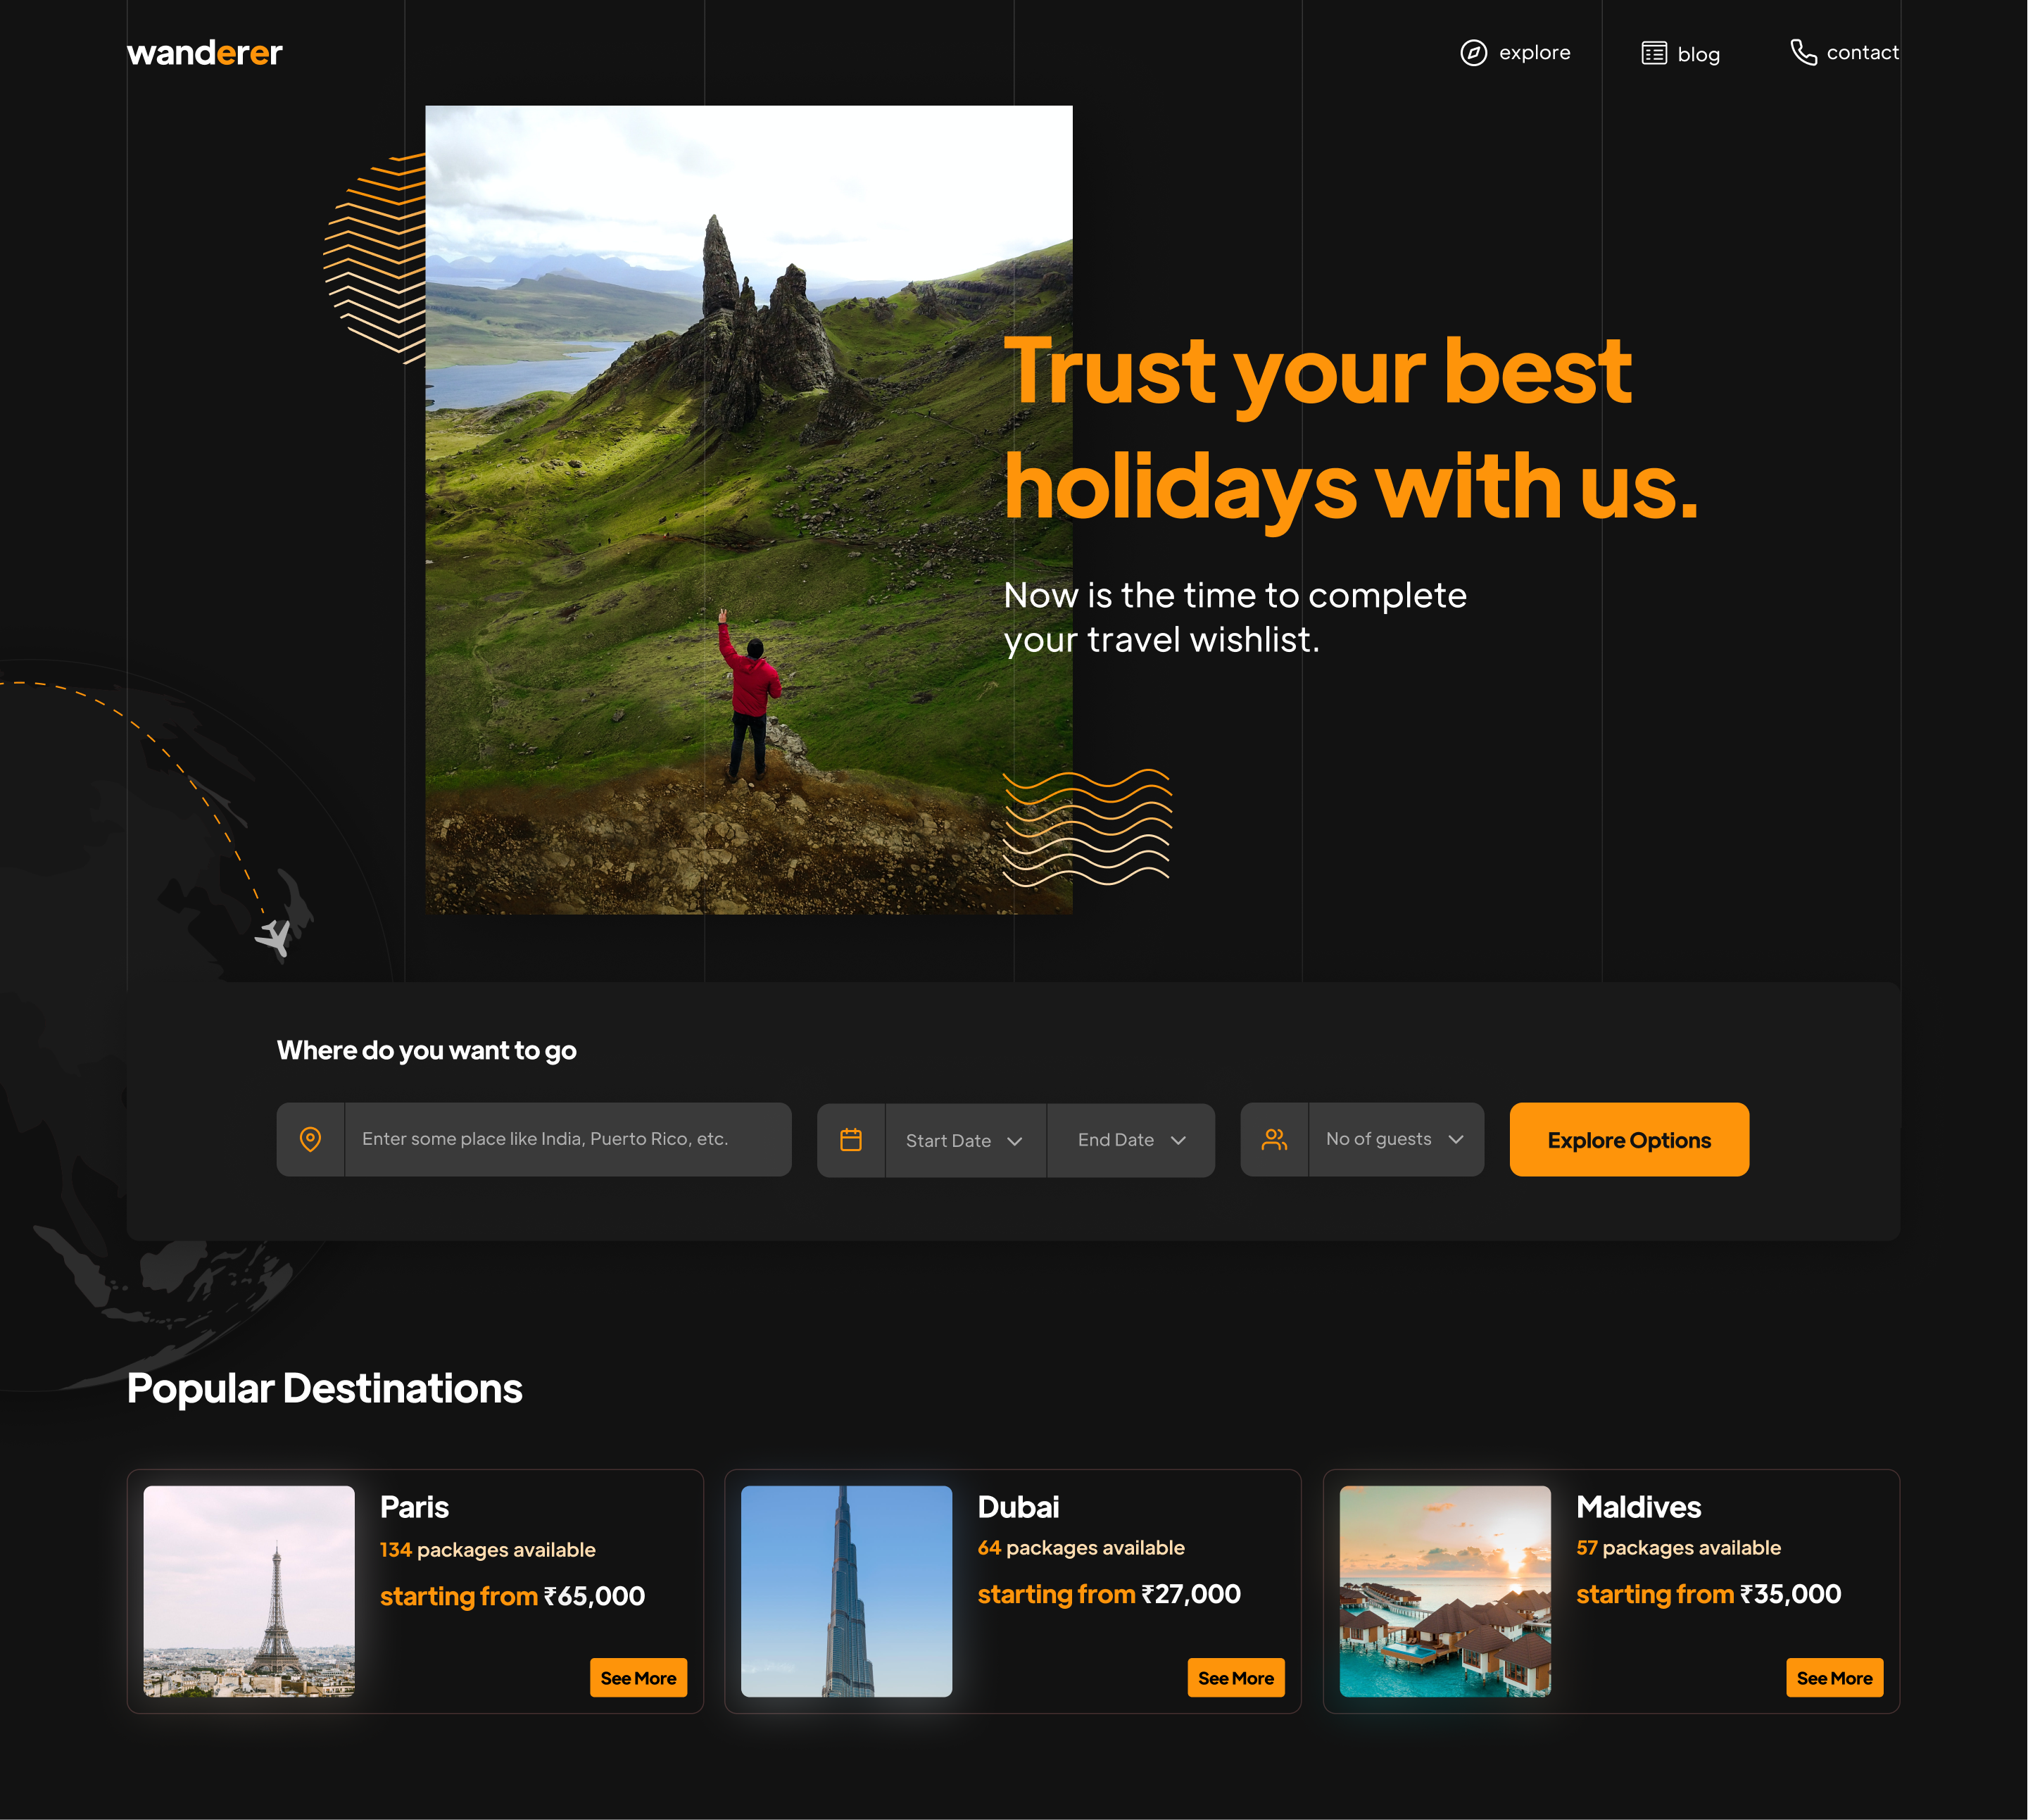 wanderer
explore
blog
contact
Trust your best
holidays with us.
Now is the time to complete
your travel wishlist.
Where do you want to go
Enter some place like India, Puerto Rico, etc.
Start Date
End Date
No of guests
Explore Options
Popular Destinations
Paris
134 packages available
starting from ₹65,000
See More
Dubai
64 packages available
starting from ₹27,000
See More
Maldives
57 packages available
starting from ₹35,000
See More